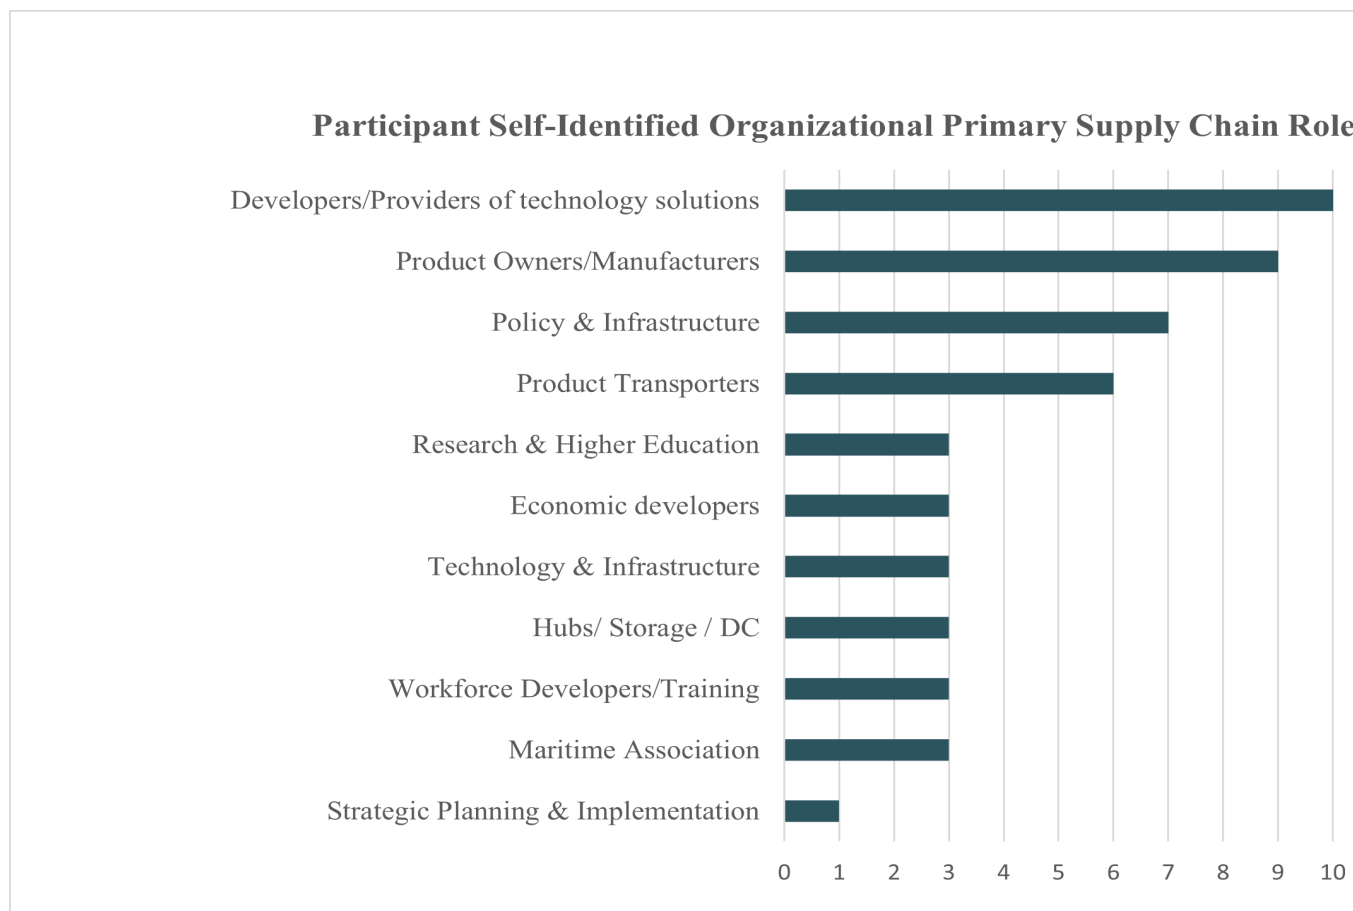 Participant Self-Identified Organizational Primary Supply Chain Role
Developers/Providers of technology solutions
Product Owners/Manufacturers
Policy & Infrastructure
Product Transporters
Research & Higher Education
Economic developers
Technology & Infrastructure
Hubs/ Storage / DC
Workforce Developers/Training
Maritime Association
Strategic Planning & Implementation
0 1 2 3 4 5 6 7 8 9 10